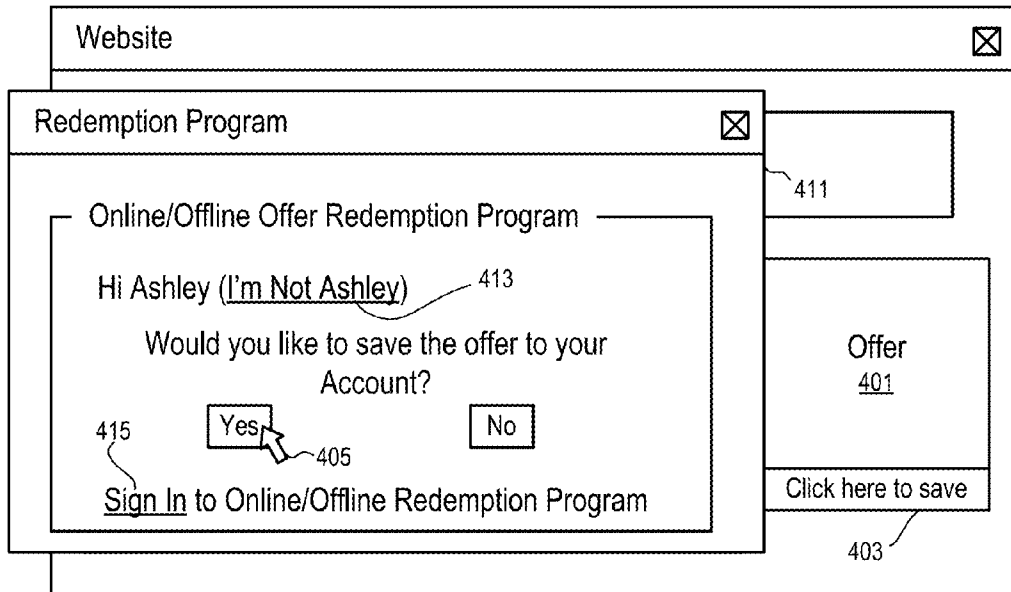 Website
Redemption Program
411
Online/Offline Offer Redemption Program
Hi Ashley (I'm Not Ashley)
413
Would you like to save the offer to your
Account?
Yes
No
415
405
Sign In to Online/Offline Redemption Program
Offer
401
Click here to save
403